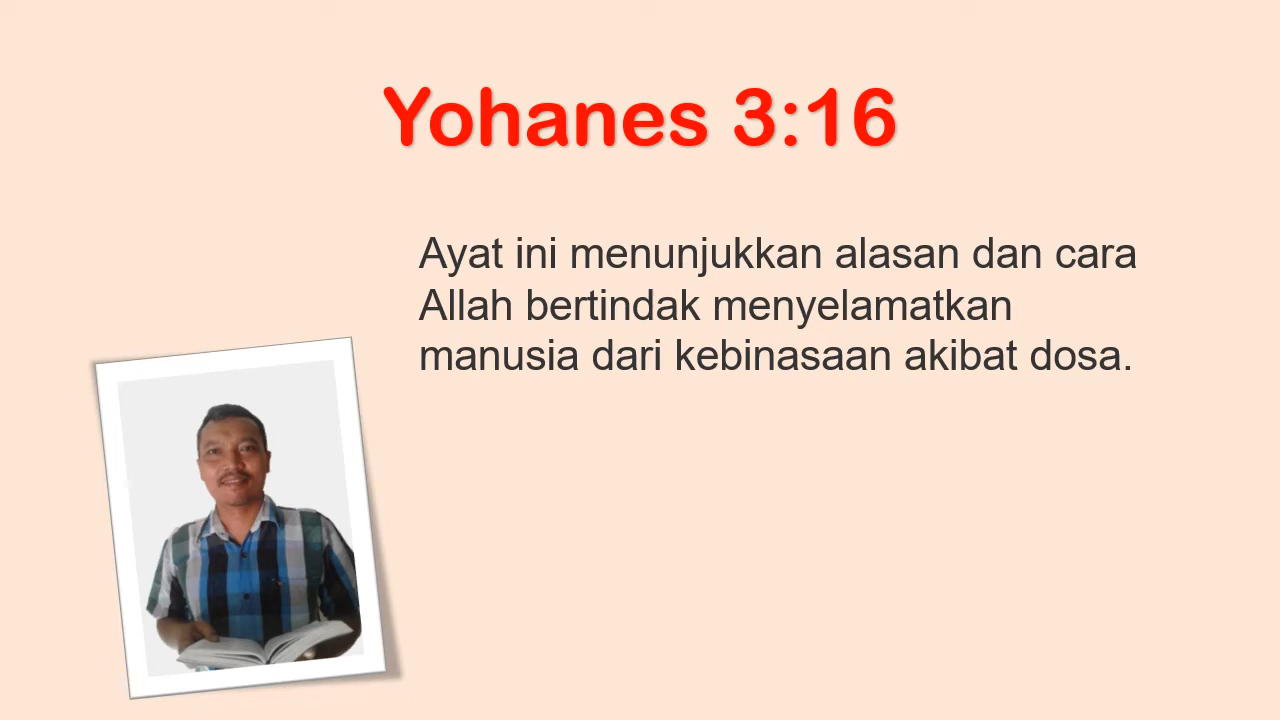 Yohanes 3:16
Ayat ini menunjukkan alasan dan cara
Allah bertindak menyelamatkan
manusia dari kebinasaan akibat dosa.